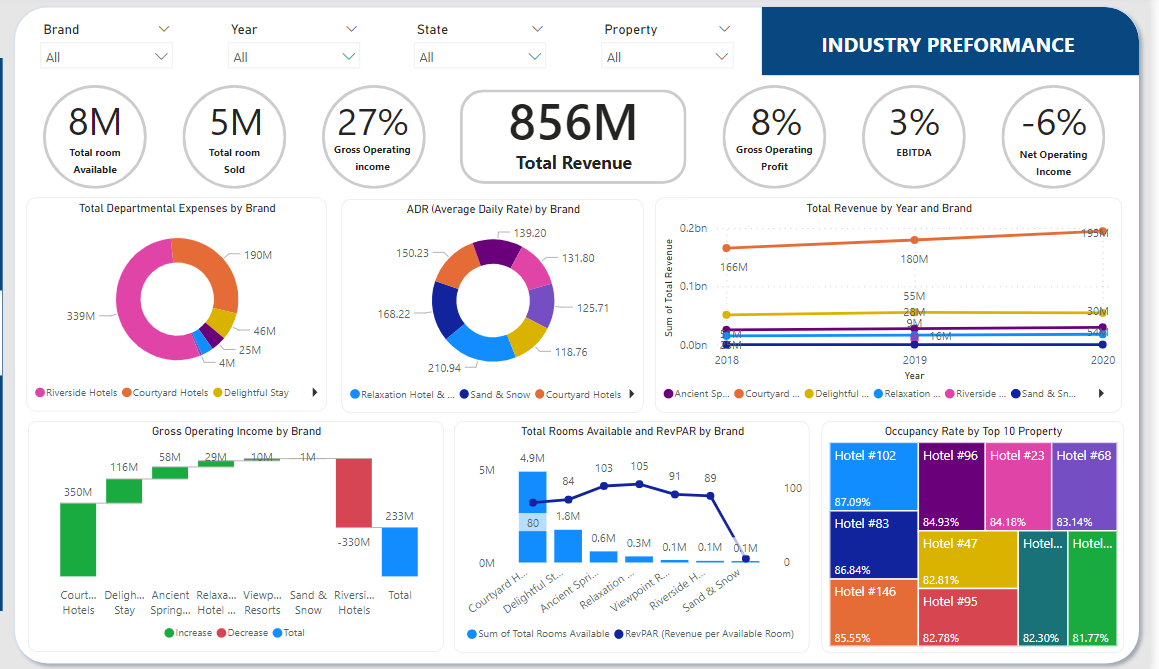 Brand
Year
State
Property
All
All
All
All
INDUSTRY PREFORMANCE
8M
Total room
Available
5M
Total room
Sold
27%
Gross Operating
income
856M
Total Revenue
8%
Gross Operating
Profit
3%
EBITDA
-6%
Net Operating
Income
Total Departmental Expenses by Brand
190M
339M
46M
25M
4M
Riverside Hotels
Courtyard Hotels
Delightful Stay
ADR (Average Daily Rate) by Brand
139.20
150.23
131.80
168.22
125.71
118.76
210.94
Relaxation Hotel & ...
Sand & Snow
Courtyard Hotels
Total Revenue by Year and Brand
Sum of Total Revenue
0.2bn
0.1bn
0.0bn
166M
180M
195M
55M
28M
9M
16M
30M
2018
2019
2020
Year
Ancient Sp...
Courtyard ...
Delightful ...
Relaxation ...
Riverside ...
Sand & Sn...
Gross Operating Income by Brand
350M
116M
58M
29M
10M
1M
-330M
233M
Court...
Hotels
Deligh...
Stay
Ancient
Spring...
Relaxa...
Hotel ...
Viewp...
Resorts
Sand &
Snow
Riversi...
Hotels
Total
Increase
Decrease
Total
Total Rooms Available and RevPAR by Brand
5M
0M
100
0
4.9M
80
84
1.8M
103
0.6M
105
0.3M
91
0.1M
89
0.1M
0.1M
Courtyard H...
Delightful St...
Ancient Spri...
Relaxation ...
Viewpoint R...
Riverside H...
Sand & Snow
Sum of Total Rooms Available
RevPAR (Revenue per Available Room)
Occupancy Rate by Top 10 Property
Hotel #102
87.09%
Hotel #83
86.84%
Hotel #146
85.55%
Hotel #96
84.93%
Hotel #23
84.18%
Hotel #68
83.14%
Hotel #47
82.81%
Hotel #95
82.78%
Hotel...
82.30%
Hotel...
81.77%